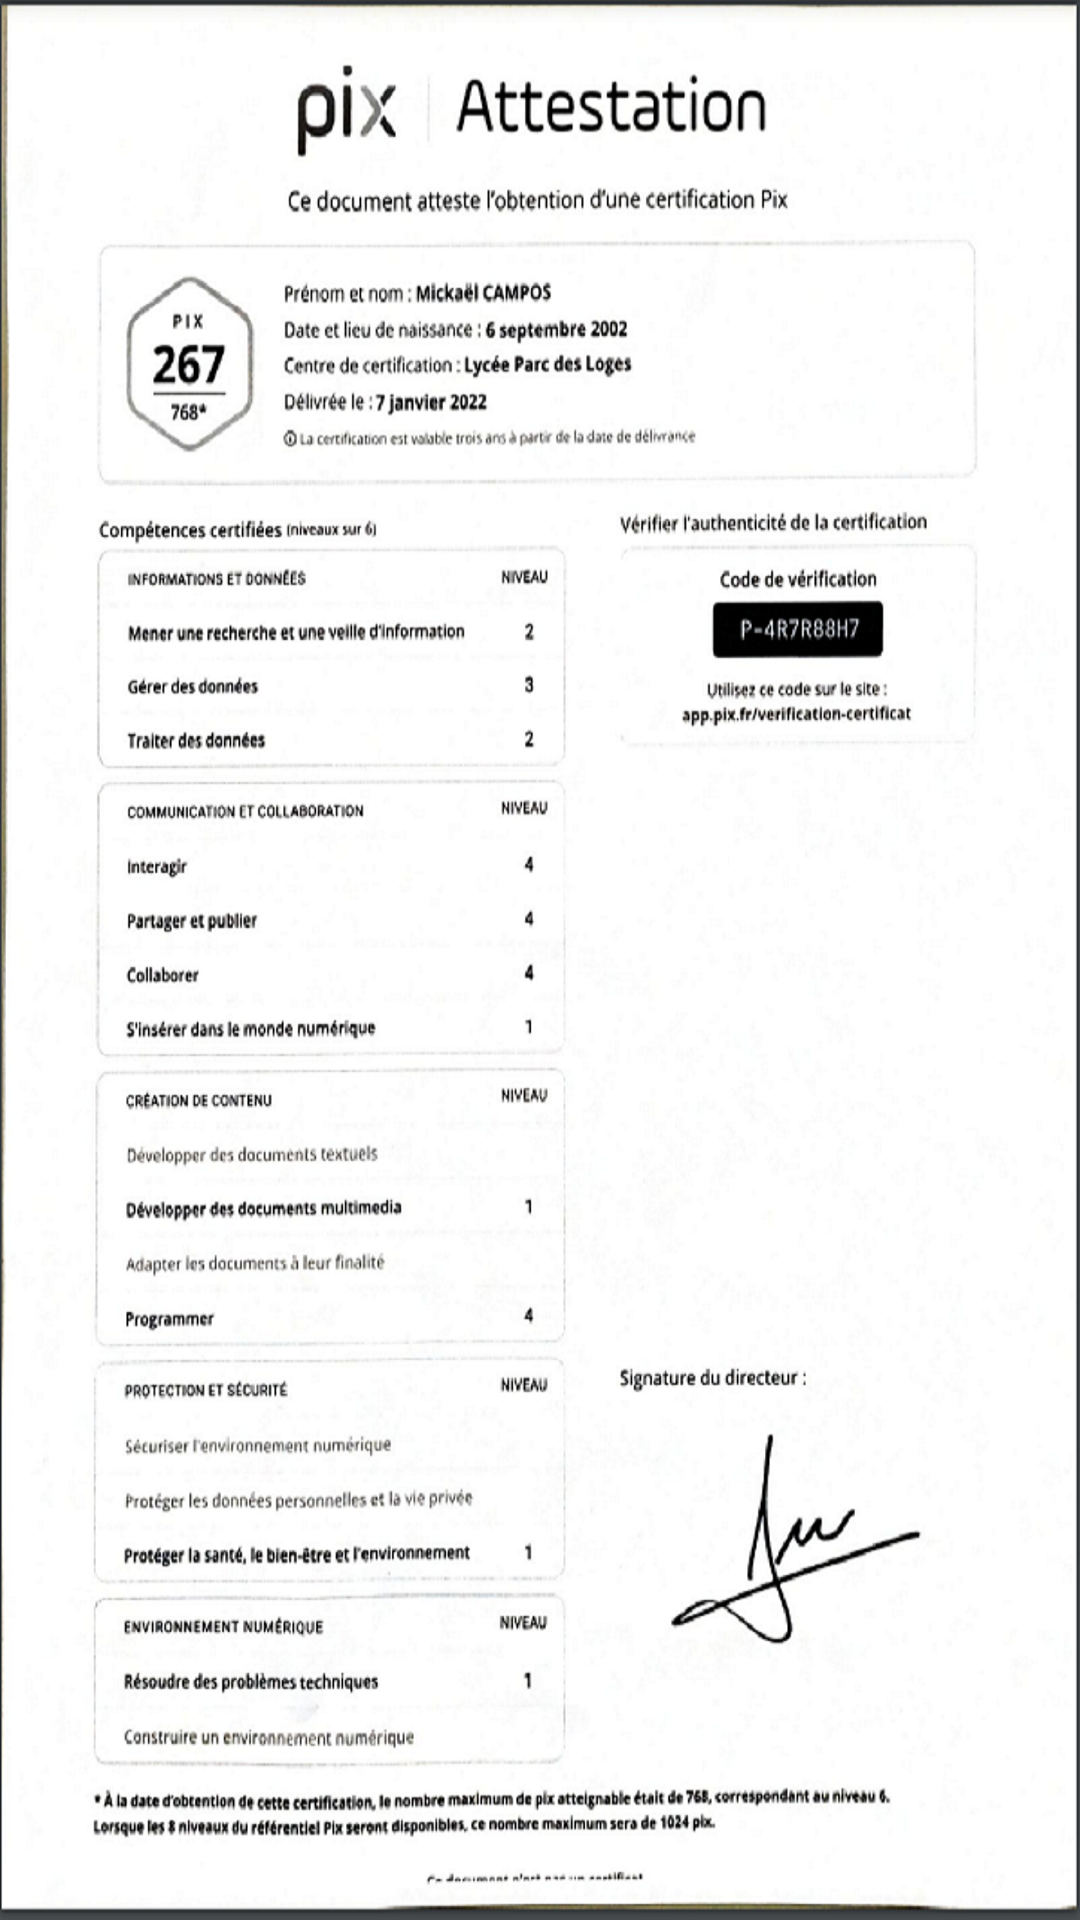 pix | Attestation
Ce document atteste l'obtention d'une certification Pix
PIX
267
768*
Prénom et nom : Mickaël CAMPOS
Date et lieu de naissance : 6 septembre 2002
Centre de certification : Lycée Parc des Loges
Délivrée le : 7 janvier 2022
La certification est valable trois ans à partir de la date de délivrance
Compétences certifiées (niveaux sur 6)
INFORMATIONS ET DONNÉES NIVEAU
Mener une recherche et une veille d'information 2
Gérer des données 3
Traiter des données 2
COMMUNICATION ET COLLABORATION NIVEAU
Interagir 4
Partager et publier 4
Collaborer 4
S'insérer dans le monde numérique 1
CRÉATION DE CONTENU NIVEAU
Développer des documents textuels
Développer des documents multimedia 1
Adapter les documents à leur finalité
Programmer 4
PROTECTION ET SÉCURITÉ NIVEAU
Sécuriser l'environnement numérique
Protéger les données personnelles et la vie privée
Protéger la santé, le bien-être et l'environnement 1
ENVIRONNEMENT NUMÉRIQUE NIVEAU
Résoudre des problèmes techniques 1
Construire un environnement numérique
Vérifier l'authenticité de la certification
Code de vérification
P-4R7R88H7
Utilisez ce code sur le site :
app.pix.fr/verification-certificat
Signature du directeur :
* À la date d'obtention de cette certification, le nombre maximum de pix atteignable était de 768, correspondant au niveau 6.
Lorsque les 8 niveaux du référentiel Pix seront disponibles, ce nombre maximum sera de 1024 pix.